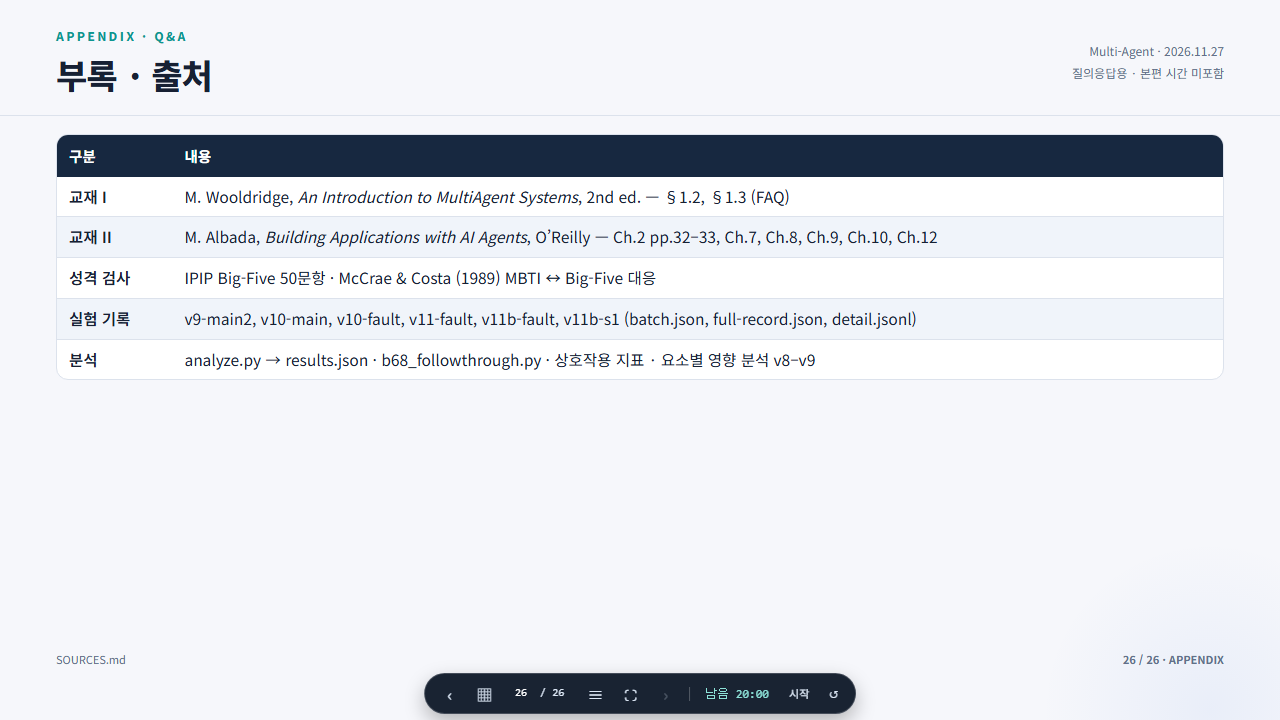 APPENDIX · Q&A
부록 · 출처
Multi-Agent · 2026.11.27
질의응답용 · 본편 시간 미포함
구분 내용
교재 I M. Wooldridge, An Introduction to MultiAgent Systems, 2nd ed. — §1.2, §1.3 (FAQ)
교재 II M. Albada, Building Applications with AI Agents, O’Reilly — Ch.2 pp.32–33, Ch.7, Ch.8, Ch.9, Ch.10, Ch.12
성격 검사 IPIP Big-Five 50문항 · McCrae & Costa (1989) MBTI ↔ Big-Five 대응
실험 기록 v9-main2, v10-main, v10-fault, v11-fault, v11b-fault, v11b-s1 (batch.json, full-record.json, detail.jsonl)
분석 analyze.py → results.json · b68_followthrough.py · 상호작용 지표 · 요소별 영향 분석 v8–v9
SOURCES.md
26 / 26 · APPENDIX
‹ 26 / 26 › 남음 20:00 시작 ↺